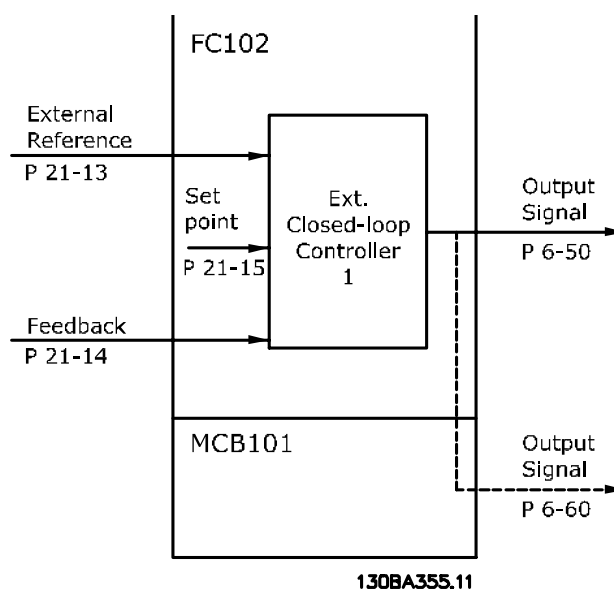 FC102
External
Reference
P 21-13
Set
point
P 21-15
Ext.
Closed-loop
Controller
1
Output
Signal
P 6-50
Feedback
P 21-14
MCB101
Output
Signal
P 6-60
130BA355.11